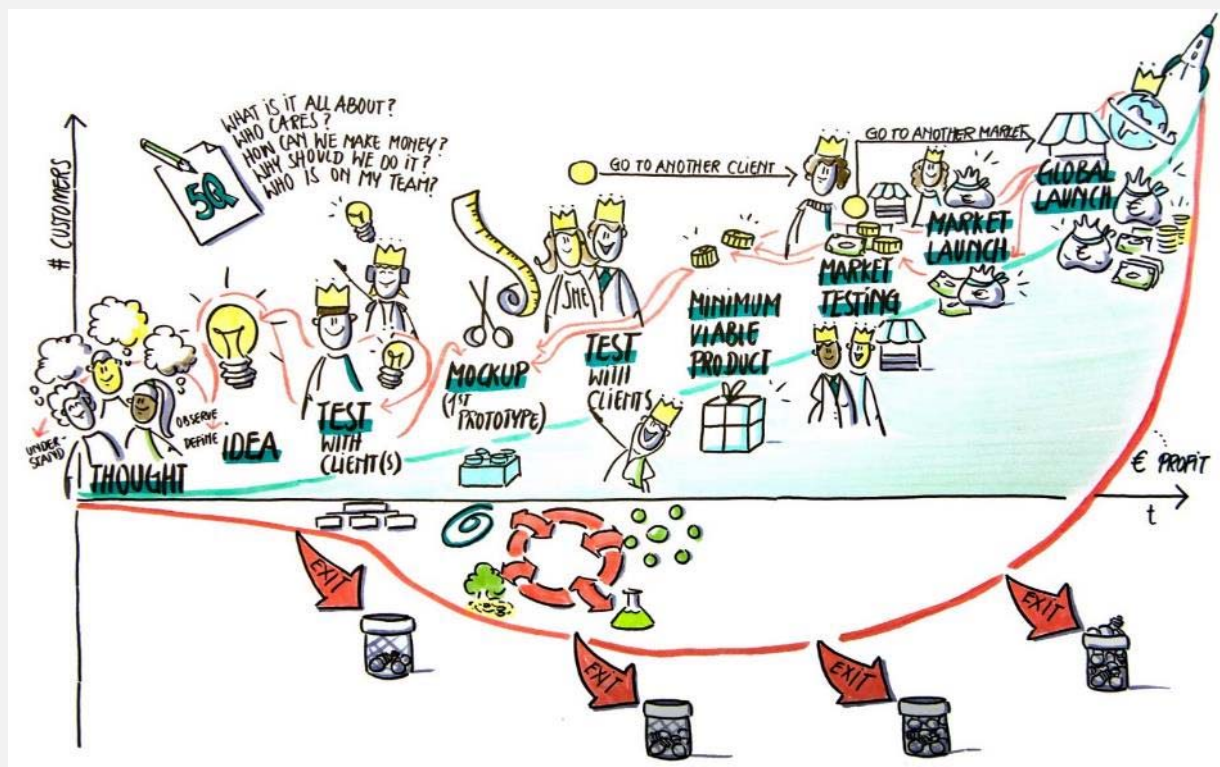 # CUSTOMERS
5Q
WHAT IS IT ALL ABOUT?
WHO CARES?
HOW CAN WE MAKE MONEY?
WHY SHOULD WE DO IT?
WHO IS ON MY TEAM?
UNDER-
STAND
THOUGHT
OBSERVE
DEFINE
IDEA
TEST
WITH
CLIENT(S)
MOCKUP
(1ST
PROTOTYPE)
SHE
TEST
WITH
CLIENTS
GO TO ANOTHER CLIENT
MINIMUM
VIABLE
PRODUCT
MARKET
TESTING
GO TO ANOTHER MARKET
MARKET
LAUNCH
€
€
GLOBAL
LAUNCH
€
€
€ PROFIT
t
EXIT
EXIT
EXIT
EXIT